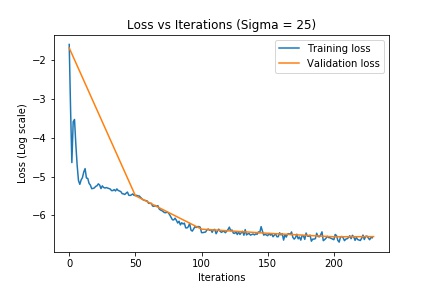 Loss vs Iterations (Sigma = 25)
Training loss
Validation loss
Loss (Log scale)
−2
−3
−4
−5
−6
0
50
100
150
200
Iterations